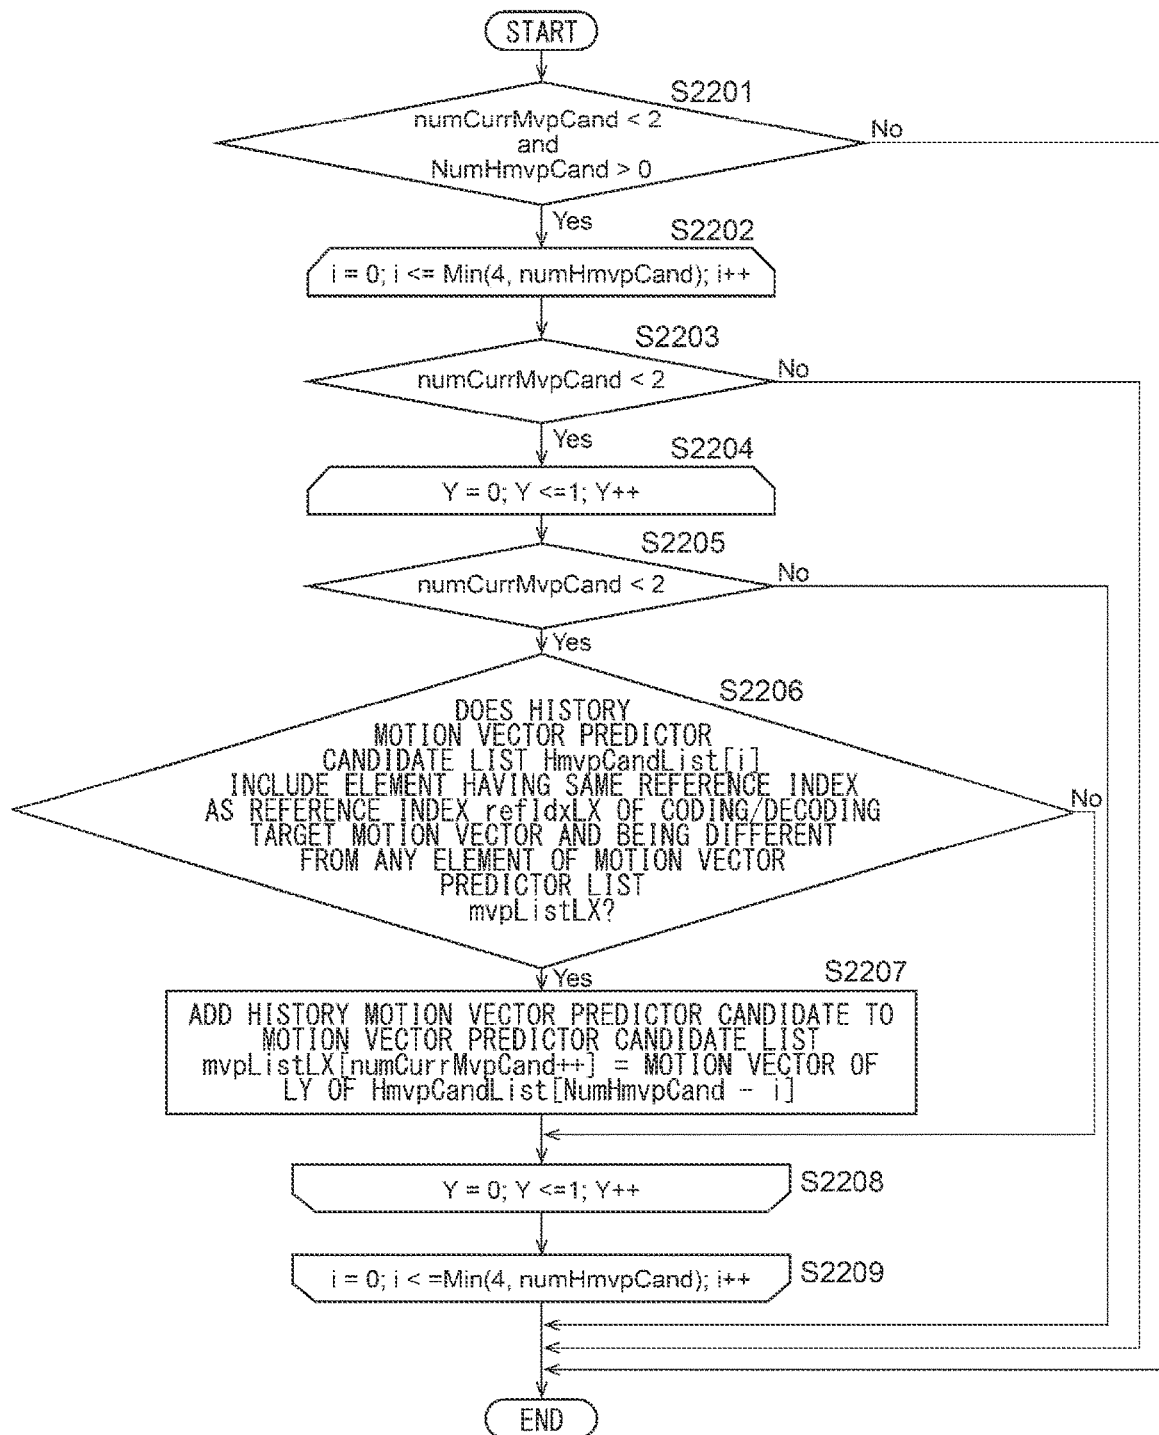 START
S2201
numCurrMvpCand < 2
and
NumHmvpCand > 0
No
Yes
S2202
i = 0; i <= Min(4, numHmvpCand); i++
S2203
numCurrMvpCand < 2
No
Yes
S2204
Y = 0; Y <=1; Y++
S2205
numCurrMvpCand < 2
No
Yes
S2206
DOES HISTORY
MOTION VECTOR PREDICTOR
CANDIDATE LIST HmvpCandList[i]
INCLUDE ELEMENT HAVING SAME REFERENCE INDEX
AS REFERENCE INDEX refIdxLX OF CODING/DECODING
TARGET MOTION VECTOR AND BEING DIFFERENT
FROM ANY ELEMENT OF MOTION VECTOR
PREDICTOR LIST
mvpListLX?
No
Yes
S2207
ADD HISTORY MOTION VECTOR PREDICTOR CANDIDATE TO
MOTION VECTOR PREDICTOR CANDIDATE LIST
mvpListLX[numCurrMvpCand++] = MOTION VECTOR OF
LY OF HmvpCandList[NumHmvpCand - i]
Y = 0; Y <=1; Y++
S2208
i = 0; i < =Min(4, numHmvpCand); i++
S2209
END